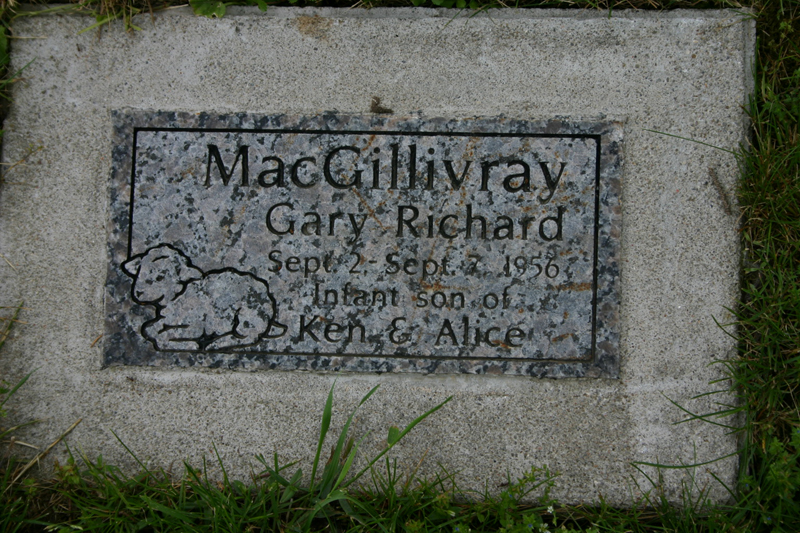 MacGillivray
Gary Richard
Sept. 2 - Sept. 7, 1956
Infant son of
Ken & Alice